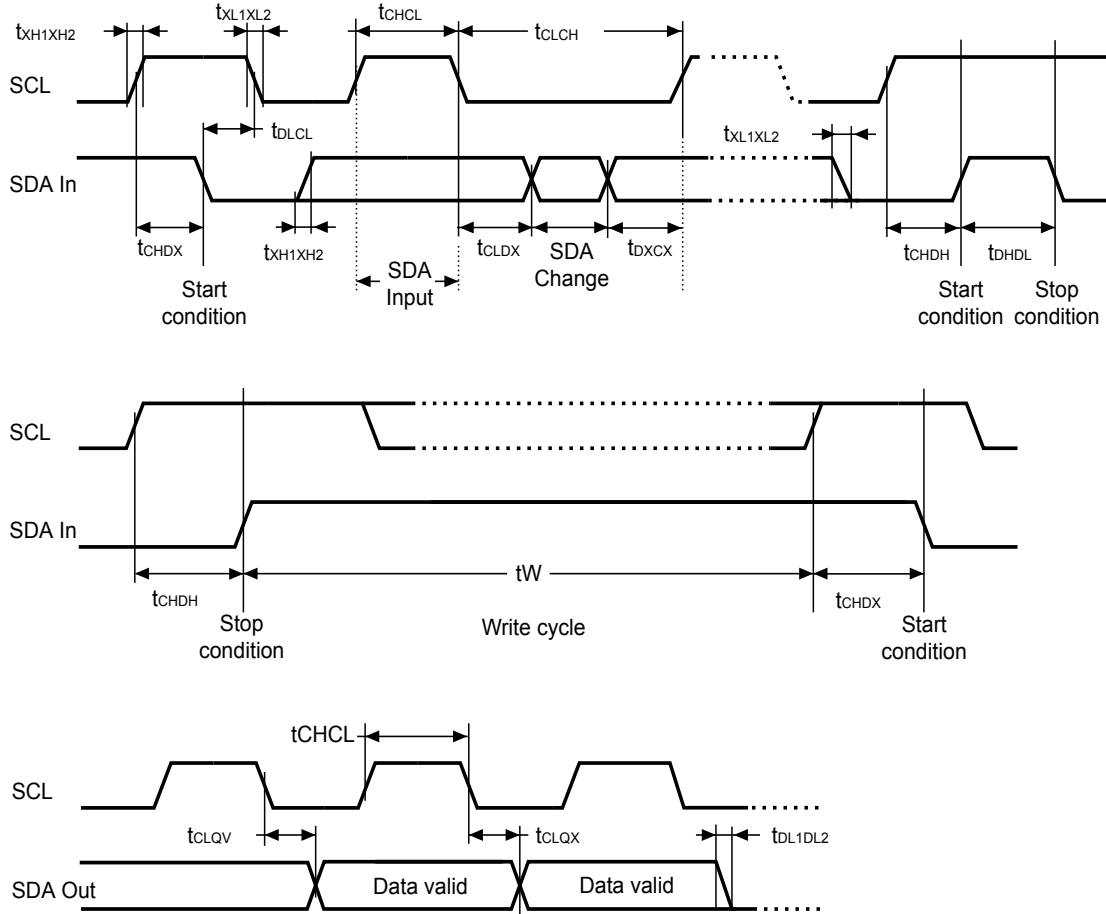 tXL1XL2
tCHCL
tXH1XH2
tCLCH
SCL
tDLCL
tXL1XL2
SDA In
tCHDX
tXH1XH2
tCLDX
SDA
Change
tDXCX
tCHDH
tDHDL
Start
condition
SDA
Input
Start
condition
Stop
condition
SCL
SDA In
tCHDH
tW
tCHDX
Stop
condition
Write cycle
Start
condition
tCHCL
SCL
tCLQV
tCLQX
tDL1DL2
SDA Out
Data valid
Data valid